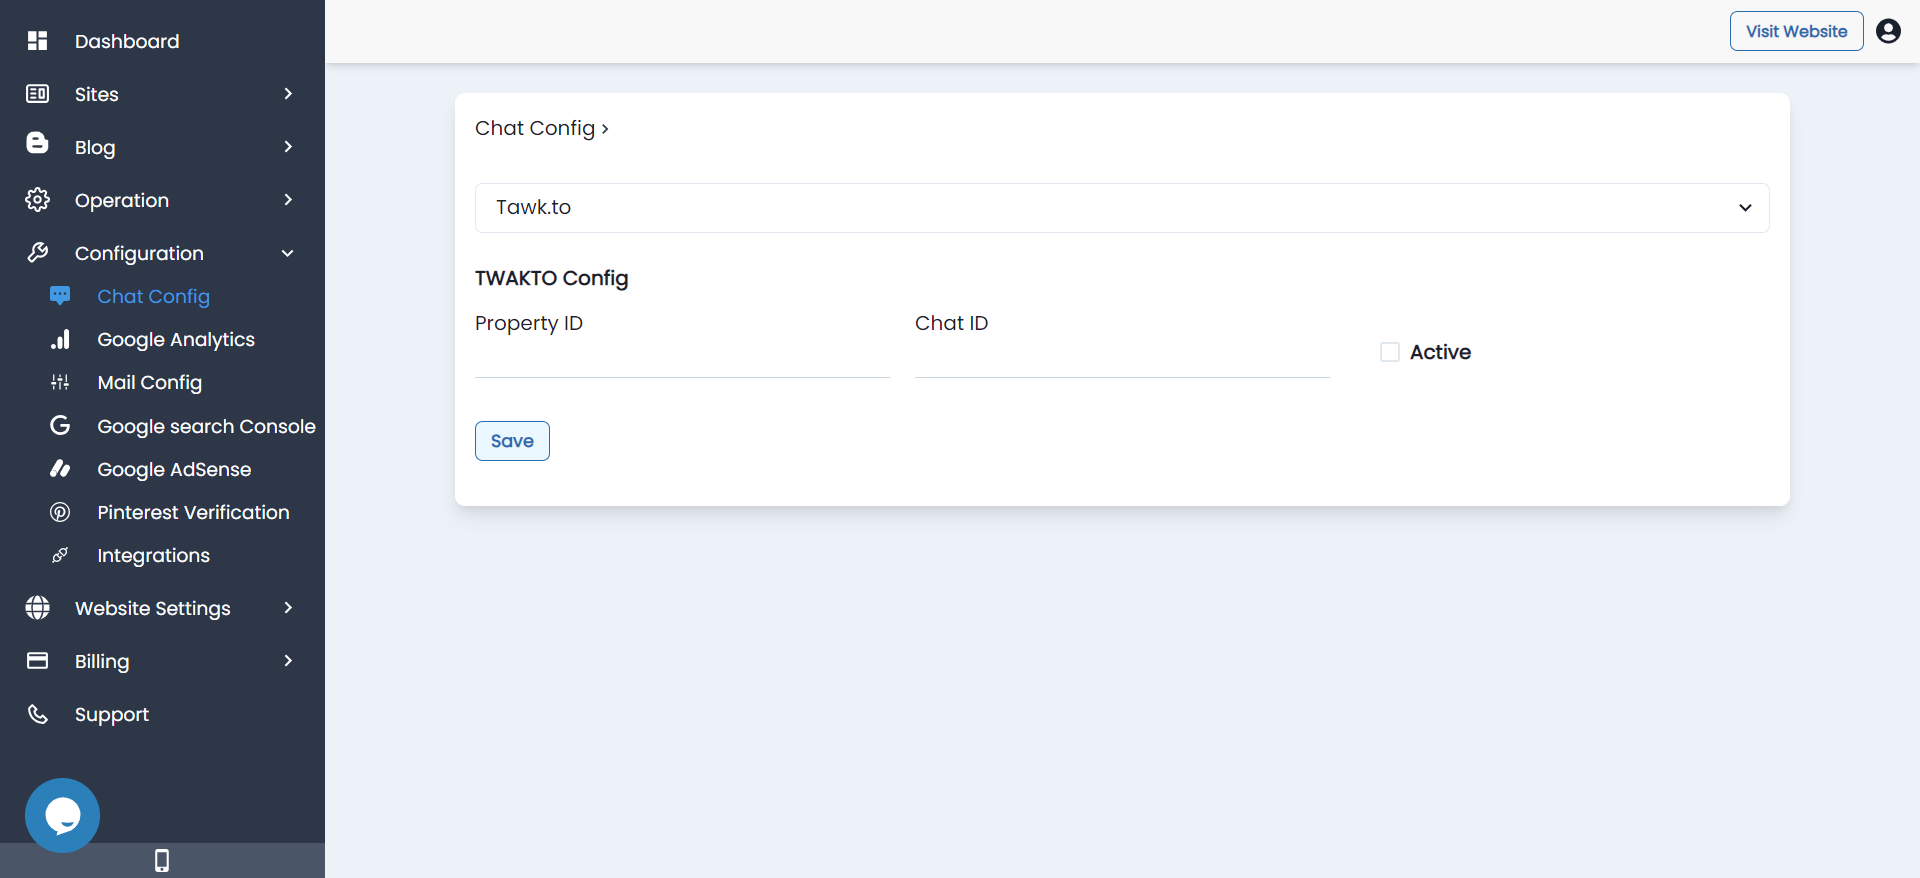 Dashboard
Sites
Blog
Operation
Configuration
Chat Config
Google Analytics
Mail Config
Google search Console
Google AdSense
Pinterest Verification
Integrations
Website Settings
Billing
Support
Visit Website
Chat Config
Tawk.to
TWAKTO Config
Property ID
Chat ID
Active
Save